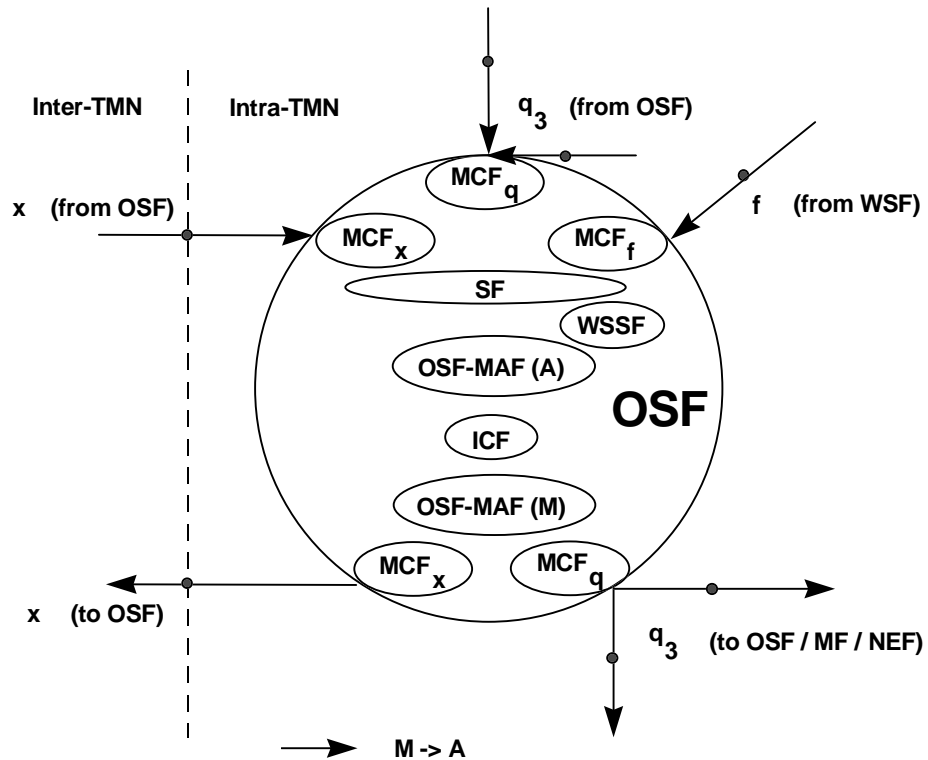 Inter-TMN
Intra-TMN
q3 (from OSF)
MCFq
x (from OSF)
f (from WSF)
MCFx
MCFf
SF
WSSF
OSF-MAF (A)
OSF
ICF
OSF-MAF (M)
MCFx
MCFq
x (to OSF)
q3 (to OSF / MF / NEF)
M -> A